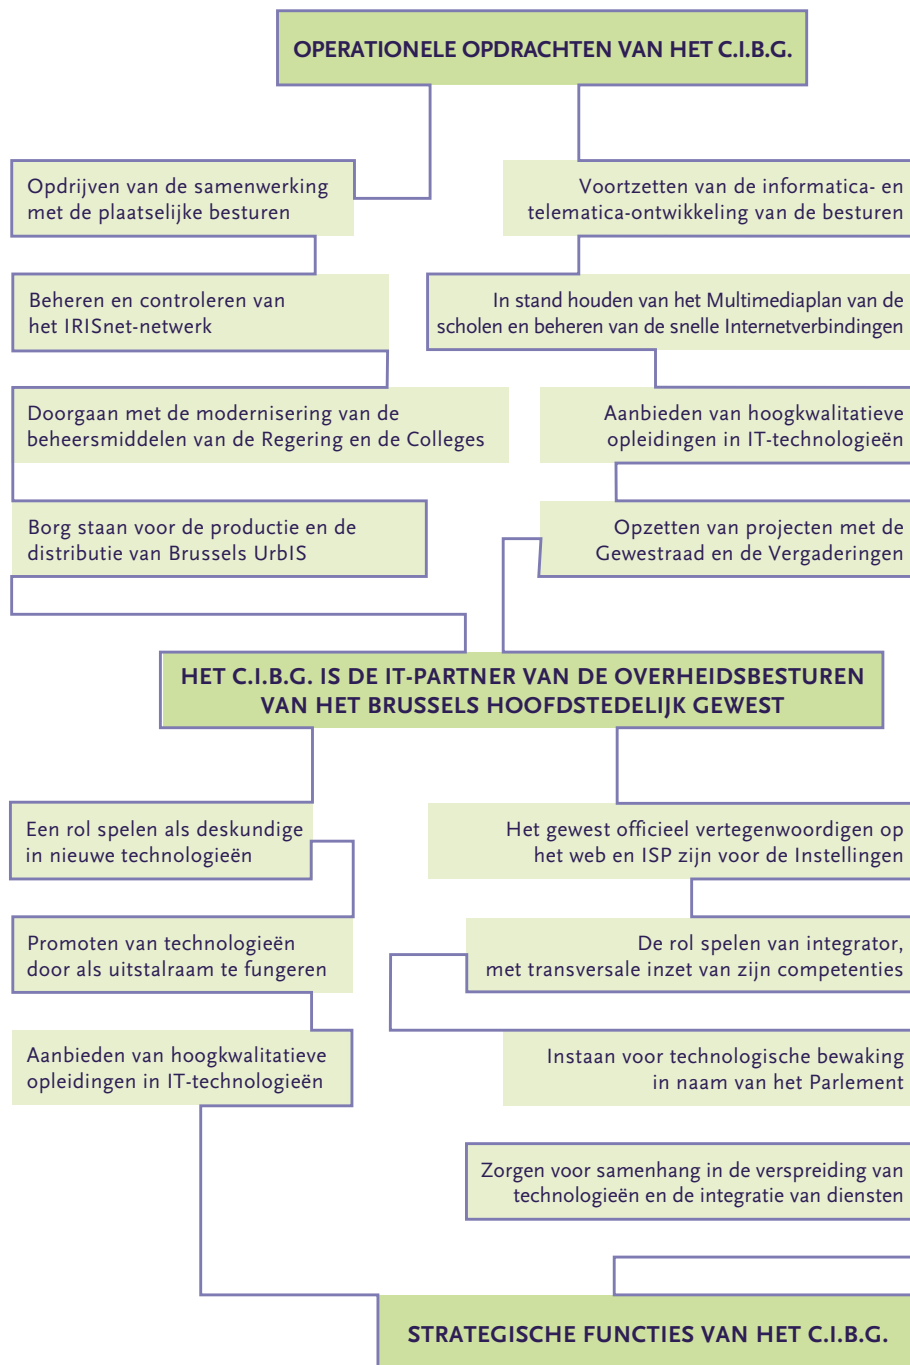 OPERATIONELE OPDRACHTEN VAN HET C.I.B.G.
Opdrijven van de samenwerking
met de plaatselijke besturen
Voortzetten van de informatica- en
telematica-ontwikkeling van de besturen
Beheren en controleren van
het IRISnet-netwerk
In stand houden van het Multimediaplan van de
scholen en beheren van de snelle Internetverbindingen
Doorgaan met de modernisering van de
beheersmiddelen van de Regering en de Colleges
Aanbieden van hoogkwalitatieve
opleidingen in IT-technologieën
Borg staan voor de productie en de
distributie van Brussels UrbIS
Opzetten van projecten met de
Gewestraad en de Vergaderingen
HET C.I.B.G. IS DE IT-PARTNER VAN DE OVERHEIDSBESTUREN
VAN HET BRUSSELS HOOFDSTEDELIJK GEWEST
Een rol spelen als deskundige
in nieuwe technologieën
Het gewest officieel vertegenwoordigen op
het web en ISP zijn voor de Instellingen
Promoten van technologieën
door als uitstalraam te fungeren
De rol spelen van integrator,
met transversale inzet van zijn competenties
Aanbieden van hoogkwalitatieve
opleidingen in IT-technologieën
Instaan voor technologische bewaking
in naam van het Parlement
Zorgen voor samenhang in de verspreiding van
technologieën en de integratie van diensten
STRATEGISCHE FUNCTIES VAN HET C.I.B.G.